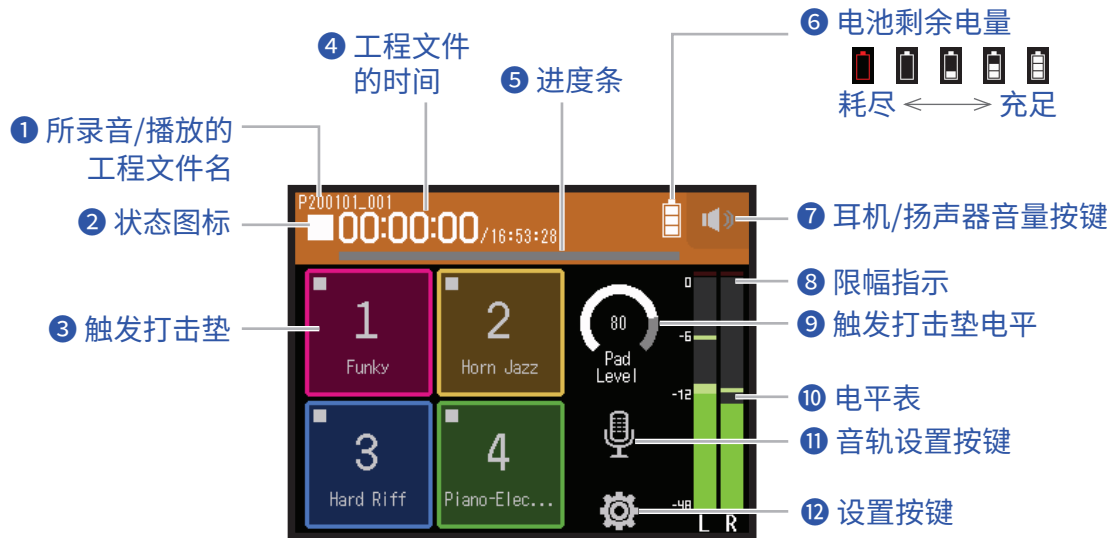 ❻ 电池剩余电量
耗尽 充足
❹ 工程文件
的时间
❺ 进度条
❶ 所录音/播放的
工程文件名
❷ 状态图标
❸ 触发打击垫
P200101_001
00:00:00/16:53:28
❼ 耳机/扬声器音量按键
❽ 限幅指示
❾ 触发打击垫电平
❿ 电平表
⓫ 音轨设置按键
⓬ 设置按键
1
Funky
2
Horn Jazz
3
Hard Riff
4
Piano-Elec...
80
Pad
Level
0
-6
-12
-48
L R